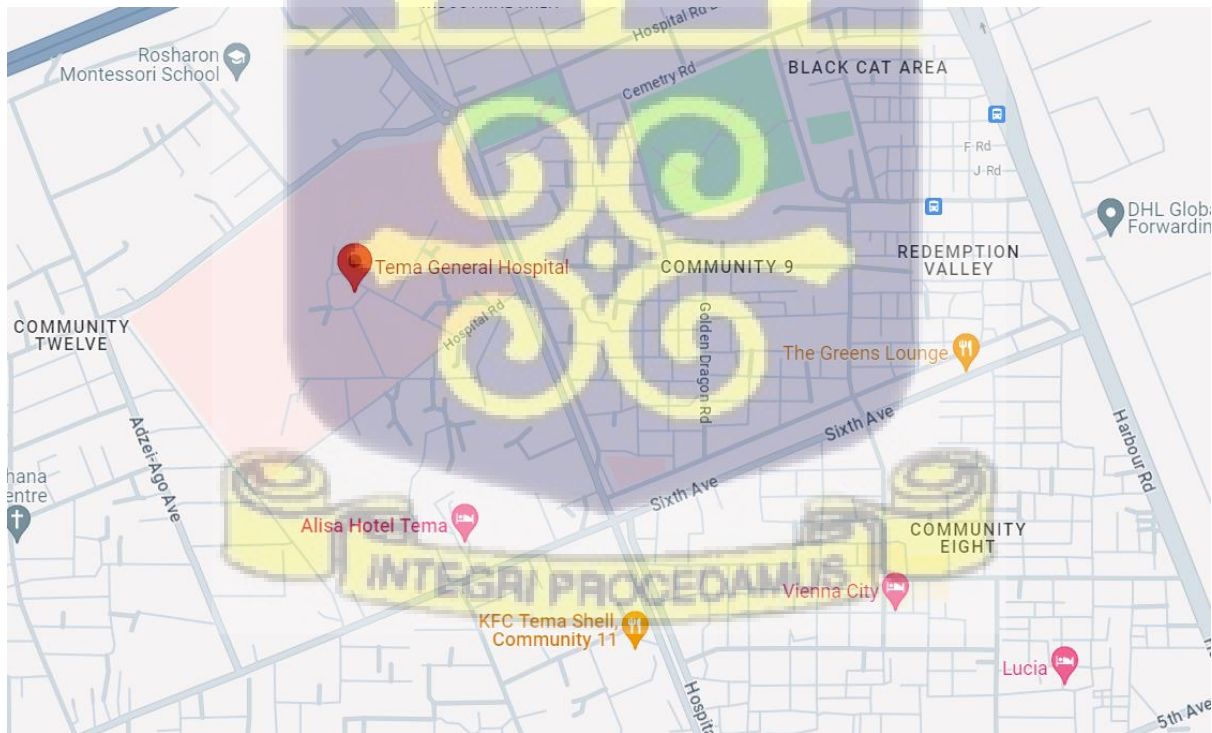 Hospital Rd
Rosharon
Montessori School
BLACK CAT AREA
Cemetry Rd
F Rd
J Rd
DHL Globa
Forwardin
Tema General Hospital
COMMUNITY 9
REDEMPTION
VALLEY
COMMUNITY
TWELVE
Hospital Rd
Golden Dragon Rd
The Greens Lounge
Sixth Ave
Harbour Rd
Adzei-Ago Ave
hana
entre
Sixth Ave
Alisa Hotel Tema
COMMUNITY
EIGHT
INTEGRI PROCEDAMUS
Vienna City
KFC Tema Shell,
Community 11
Lucia
Hospita
5th Ave